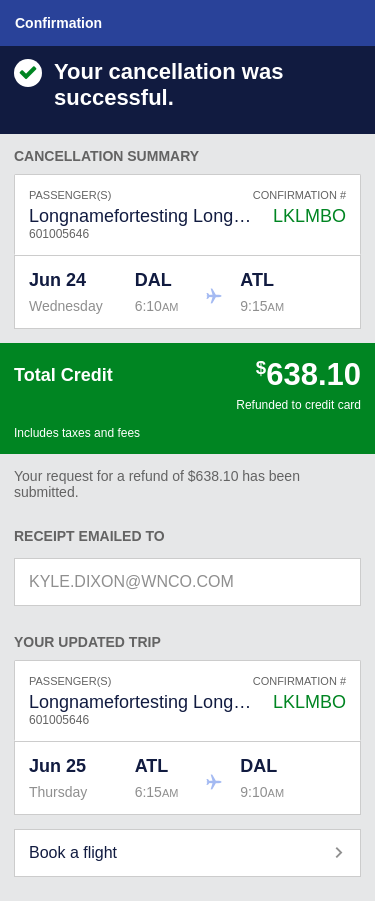 Confirmation
Your cancellation was
successful.
CANCELLATION SUMMARY
PASSENGER(S) CONFIRMATION #
Longnamefortesting Long… LKLMBO
601005646
Jun 24 DAL ATL
Wednesday 6:10AM 9:15AM
Total Credit $638.10
Refunded to credit card
Includes taxes and fees
Your request for a refund of $638.10 has been
submitted.
RECEIPT EMAILED TO
KYLE.DIXON@WNCO.COM
YOUR UPDATED TRIP
PASSENGER(S) CONFIRMATION #
Longnamefortesting Long… LKLMBO
601005646
Jun 25 ATL DAL
Thursday 6:15AM 9:10AM
Book a flight